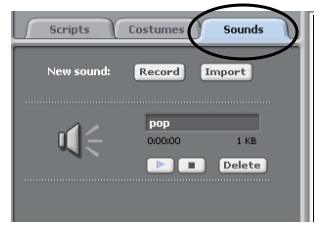 Scripts Costumes Sounds
New sound: Record Import
pop
0:00:00 1 KB
Delete